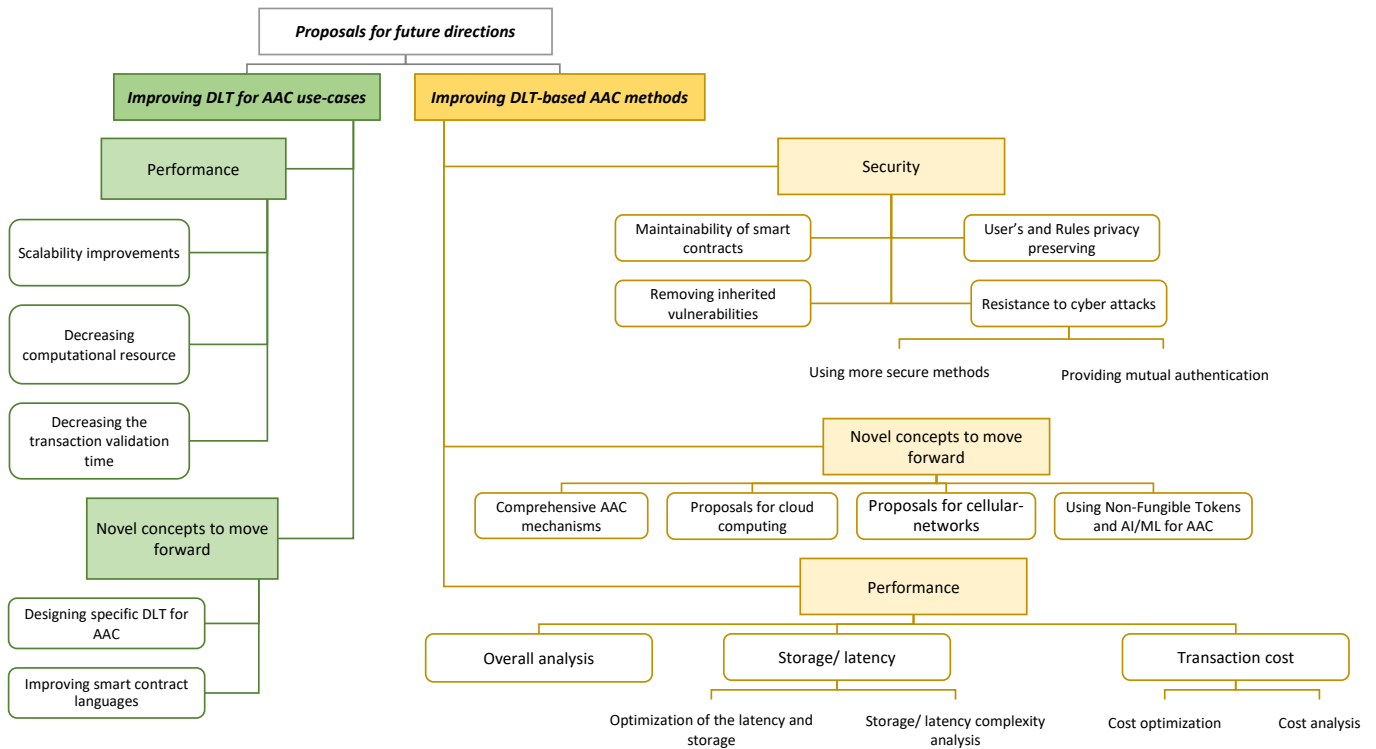 Proposals for future directions
Improving DLT for AAC use-cases
Improving DLT-based AAC methods
Performance
Scalability improvements
Decreasing
computational resource
Decreasing the
transaction validation
time
Novel concepts to move
forward
Designing specific DLT for
AAC
Improving smart contract
languages
Security
Maintainability of smart
contracts
User’s and Rules privacy
preserving
Removing inherited
vulnerabilities
Resistance to cyber attacks
Using more secure methods
Providing mutual authentication
Novel concepts to move
forward
Comprehensive AAC
mechanisms
Proposals for cloud
computing
Proposals for cellular-
networks
Using Non-Fungible Tokens
and AI/ML for AAC
Performance
Overall analysis
Storage/ latency
Transaction cost
Optimization of the latency and
storage
Storage/ latency complexity
analysis
Cost optimization
Cost analysis